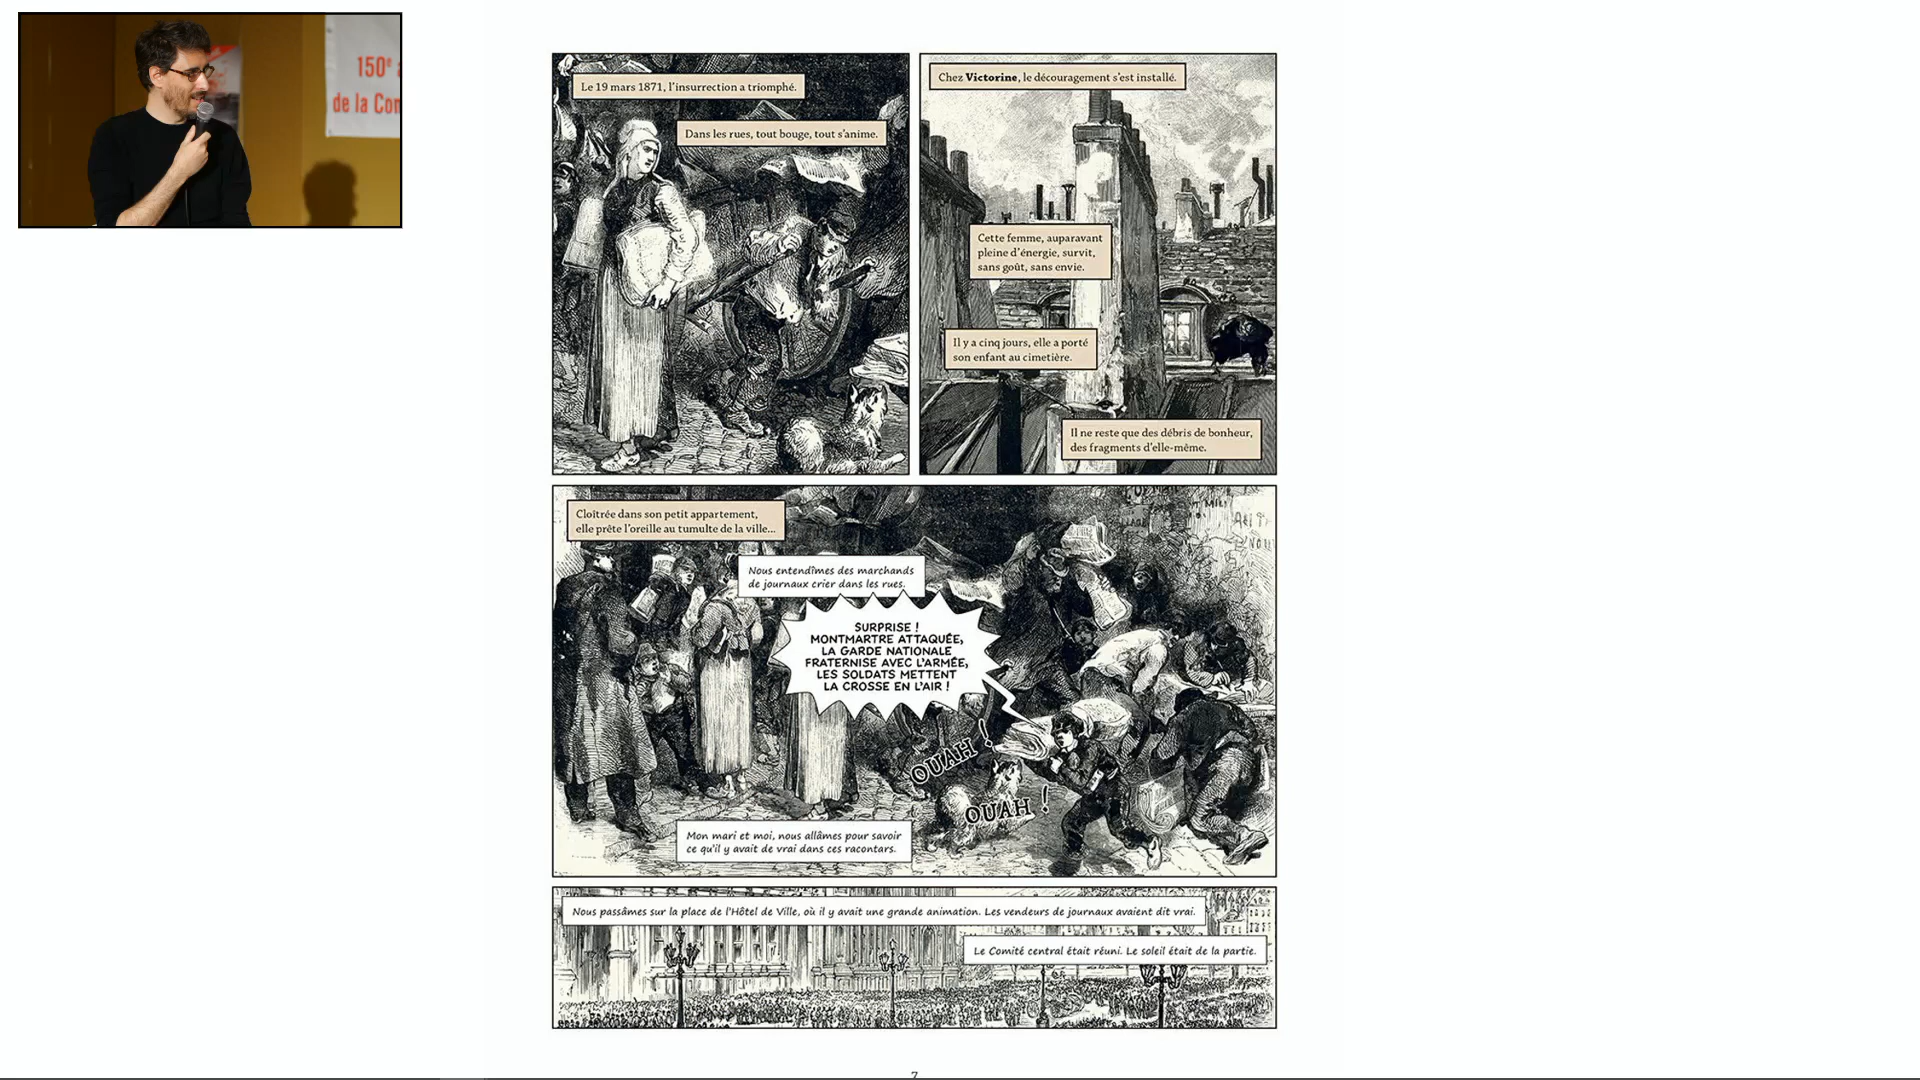 150e
de la Con
Le 19 mars 1871, l'insurrection a triomphé.
Dans les rues, tout bouge, tout s'anime.
Chez Victorine, le découragement s'est installé.
Cette femme, auparavant
pleine d'énergie, survit,
sans goût, sans envie.
Il y a cinq jours, elle a porté
son enfant au cimetière.
Il ne reste que des débris de bonheur,
des fragments d'elle-même.
Cloîtrée dans son petit appartement,
elle prête l'oreille au tumulte de la ville...
Nous entendîmes des marchands
de journaux crier dans les rues.
SURPRISE !
MONTMARTRE ATTAQUÉE,
LA GARDE NATIONALE
FRATERNISE AVEC L'ARMÉE,
LES SOLDATS METTENT
LA CROSSE EN L'AIR !
OUAH !
OUAH !
Mon mari et moi, nous allâmes pour savoir
ce qu'il y avait de vrai dans ces racontars.
Nous passâmes sur la place de l'Hôtel de Ville, où il y avait une grande animation. Les vendeurs de journaux avaient dit vrai.
Le Comité central était réuni. Le soleil était de la partie.
7